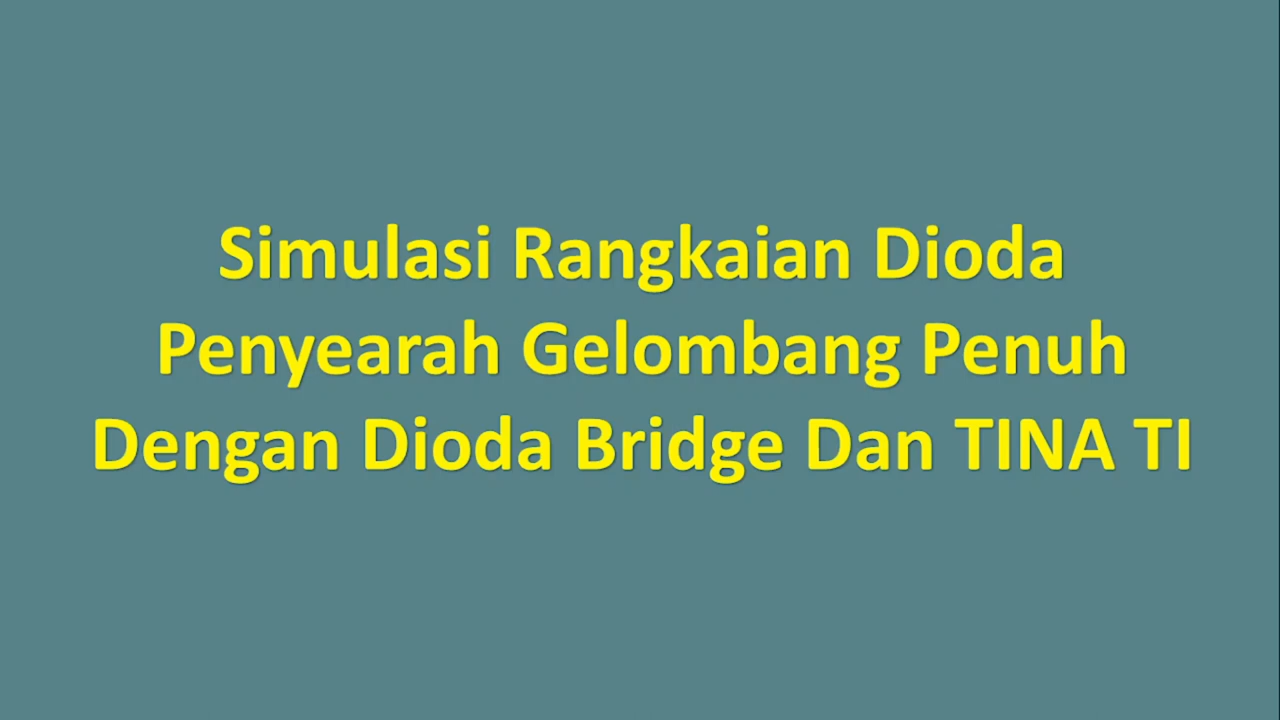 Simulasi Rangkaian Dioda
Penyearah Gelombang Penuh
Dengan Dioda Bridge Dan TINA TI